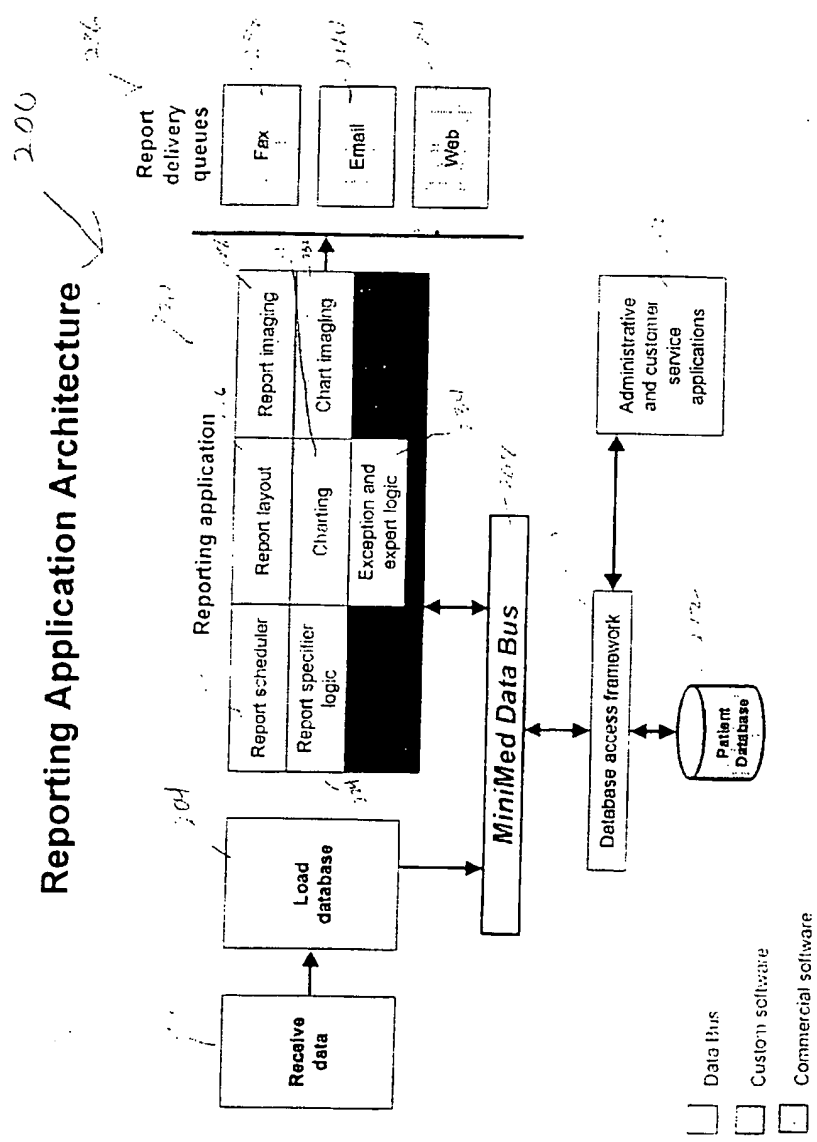 Reporting Application Architecture
200
Report
delivery
queues
Fax
Email
Web
Reporting application
Report scheduler
Report layout
Report imaging
Report specifier
logic
Charting
Chart imaging
Exception and
expert logic
204
Receive
data
Load
database
MiniMed Data Bus
Database access framework
Administrative
and customer
service
applications
Patient
Database
Data Bus
Custom software
Commercial software